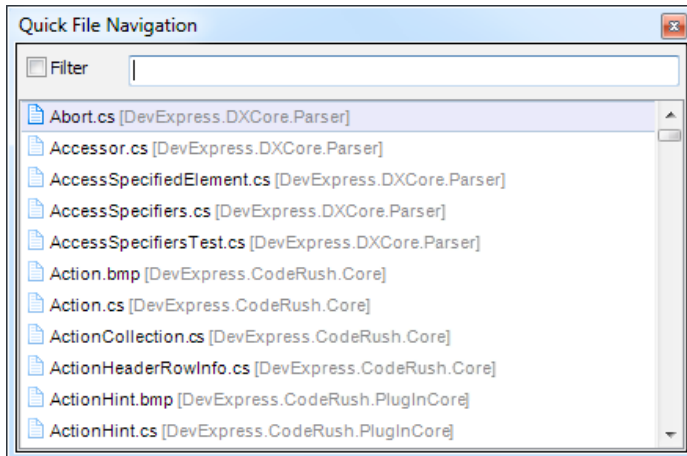 Quick File Navigation
Filter
Abort.cs [DevExpress.DXCore.Parser]
Accessor.cs [DevExpress.DXCore.Parser]
AccessSpecifiedElement.cs [DevExpress.DXCore.Parser]
AccessSpecifiers.cs [DevExpress.DXCore.Parser]
AccessSpecifiersTest.cs [DevExpress.DXCore.Parser]
Action.bmp [DevExpress.CodeRush.Core]
Action.cs [DevExpress.CodeRush.Core]
ActionCollection.cs [DevExpress.CodeRush.Core]
ActionHeaderRowInfo.cs [DevExpress.CodeRush.Core]
ActionHint.bmp [DevExpress.CodeRush.PlugInCore]
ActionHint.cs [DevExpress.CodeRush.PlugInCore]